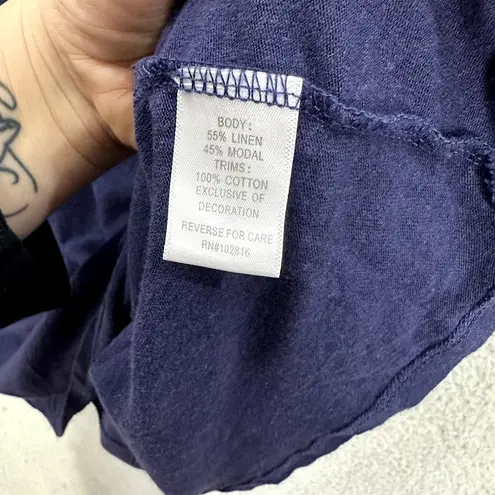 BODY:
55% LINEN
45% MODAL
TRIMS:
100% COTTON
EXCLUSIVE OF
DECORATION
REVERSE FOR CARE
RN#102816